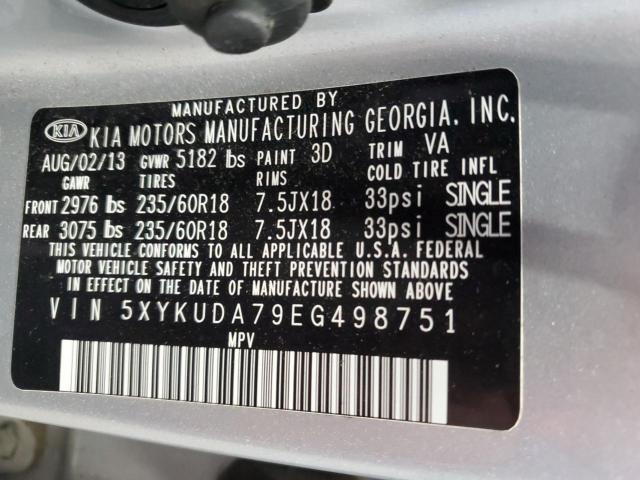 MANUFACTURED BY
KIA KIA MOTORS MANUFACTURING GEORGIA, INC.
AUG/02/13 GVWR 5182 lbs PAINT 3D TRIM VA
GAWR TIRES RIMS COLD TIRE INFL
FRONT 2976 lbs 235/60R18 7.5JX18 33psi SINGLE
REAR 3075 lbs 235/60R18 7.5JX18 33psi SINGLE
THIS VEHICLE CONFORMS TO ALL APPLICABLE U.S.A. FEDERAL
MOTOR VEHICLE SAFETY AND THEFT PREVENTION STANDARDS
IN EFFECT ON THE DATE OF MANUFACTURE SHOWN ABOVE.
VIN 5XYKUDA79EG498751
MPV